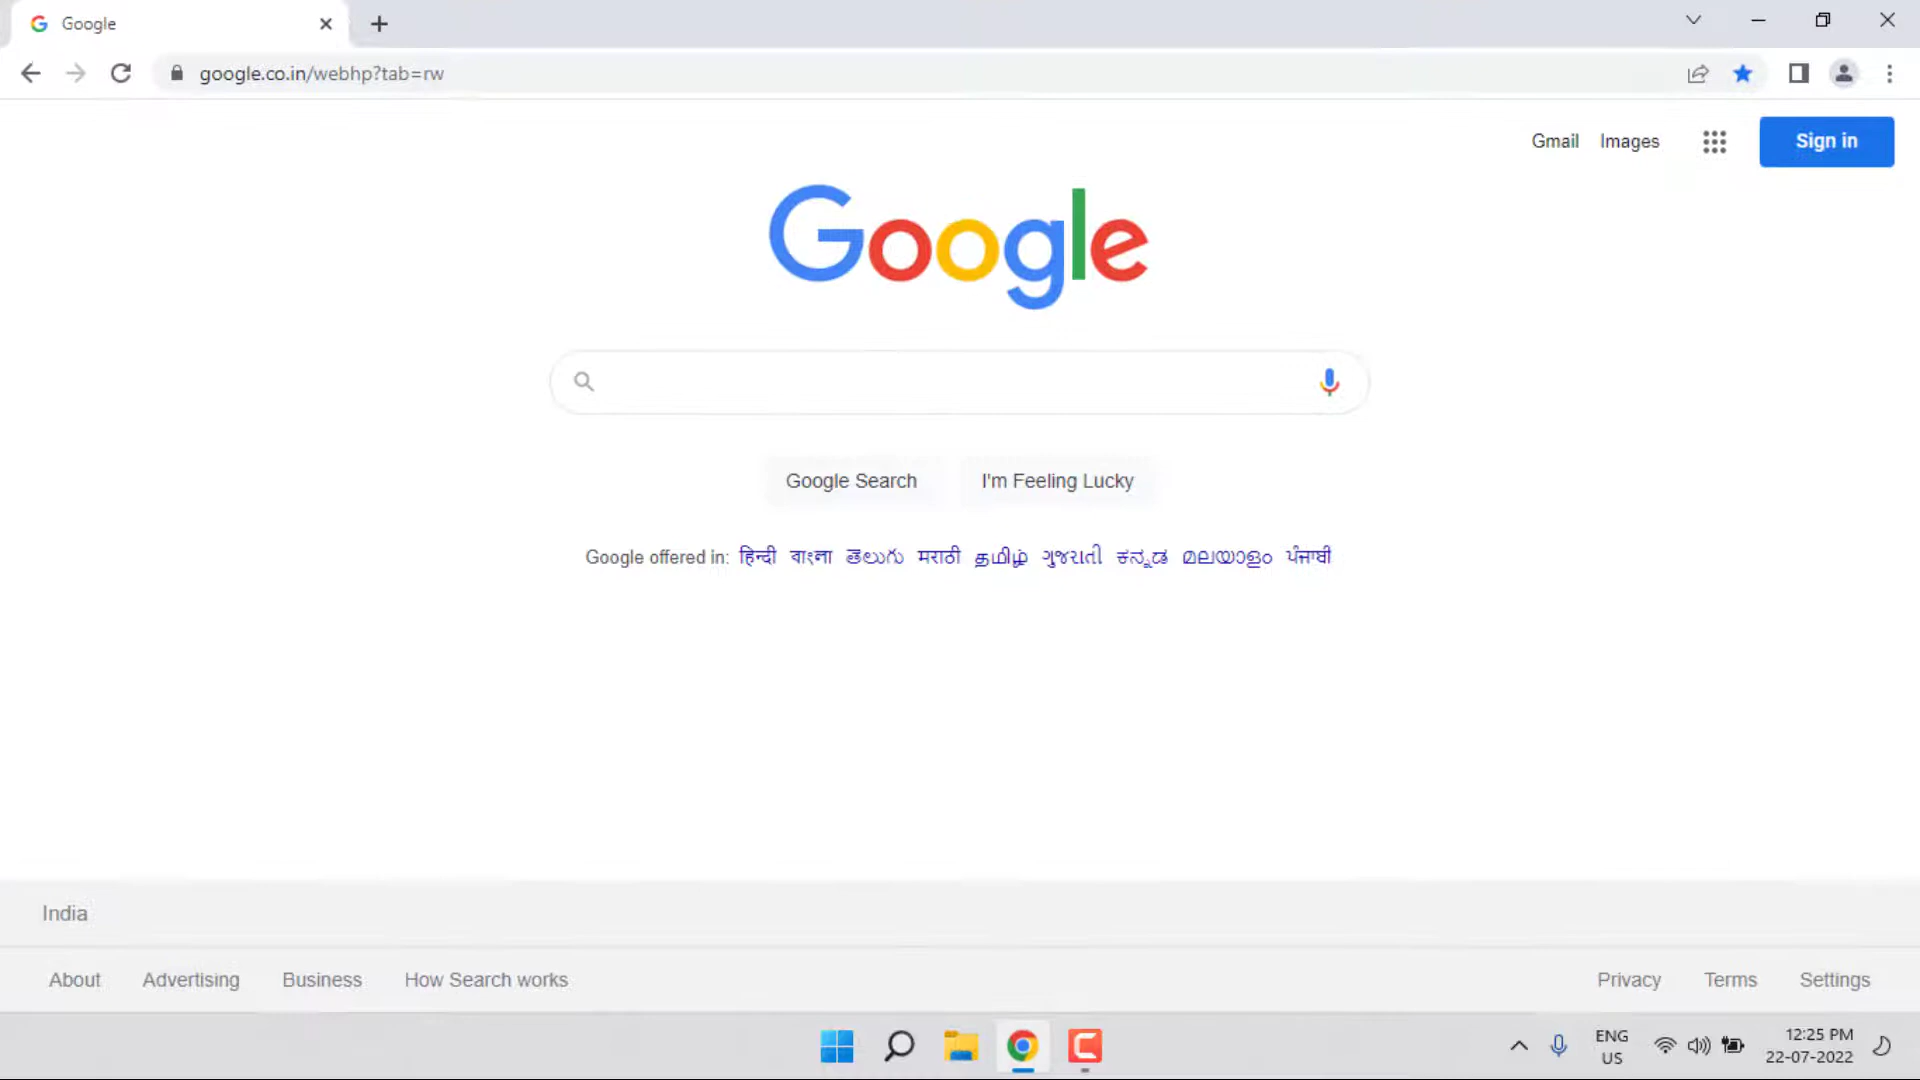 Google
google.co.in/webhp?tab=rw
Gmail Images Sign in
Google
Google Search I'm Feeling Lucky
Google offered in: हिन्दी বাংলা తెలుగు मराठी தமிழ் ગુજરાતી ಕನ್ನಡ മലയാളം ਪੰਜਾਬੀ
India
About Advertising Business How Search works Privacy Terms Settings
ENG 12:25 PM
US 22-07-2022